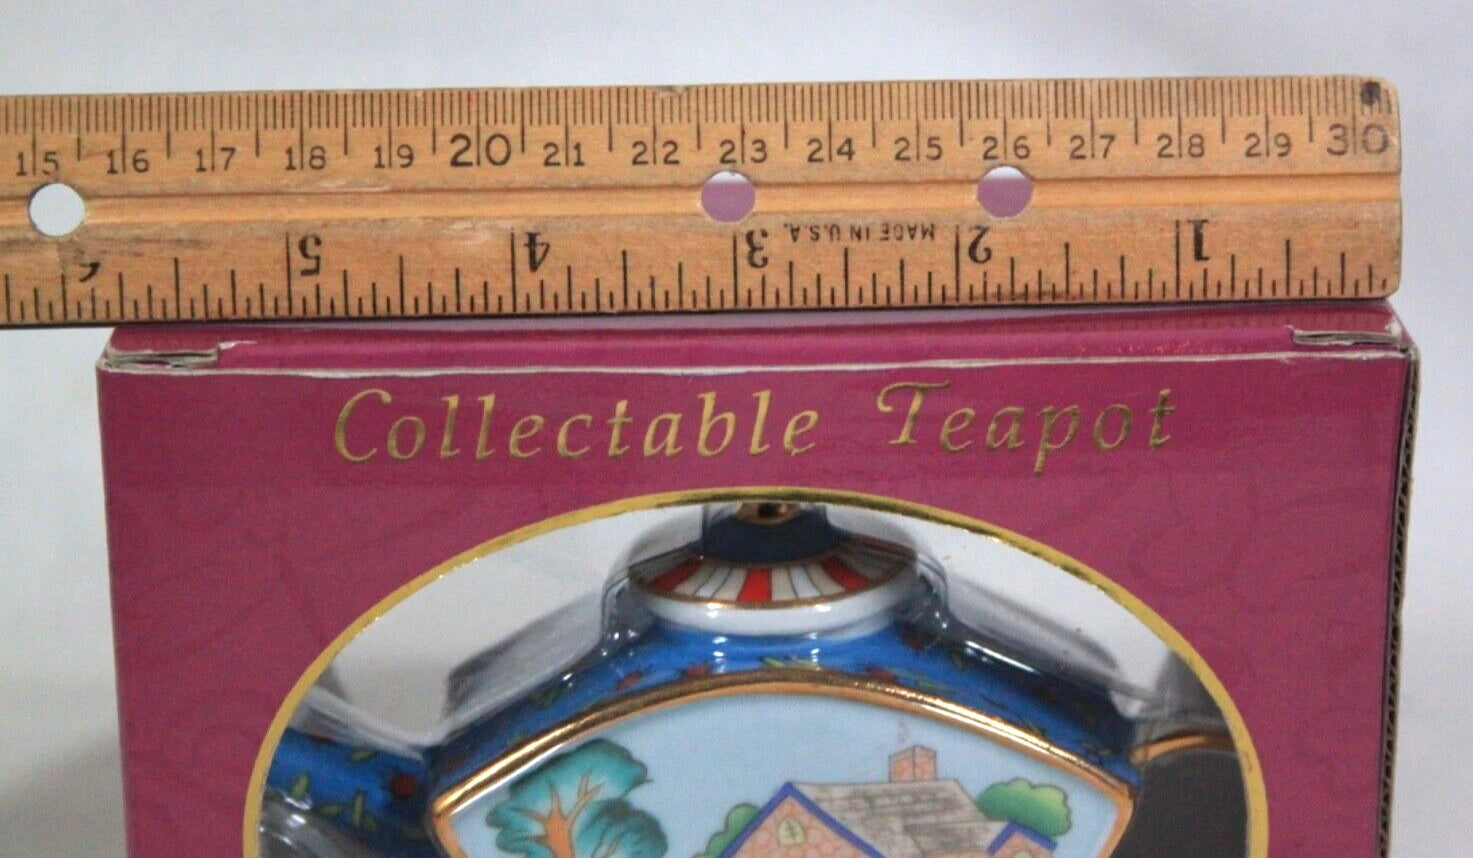 15 16 17 18 19 20 21 22 23 24 25 26 27 28 29 30
6 5 4 3 MADE IN U.S.A. 2 1
Collectable Teapot